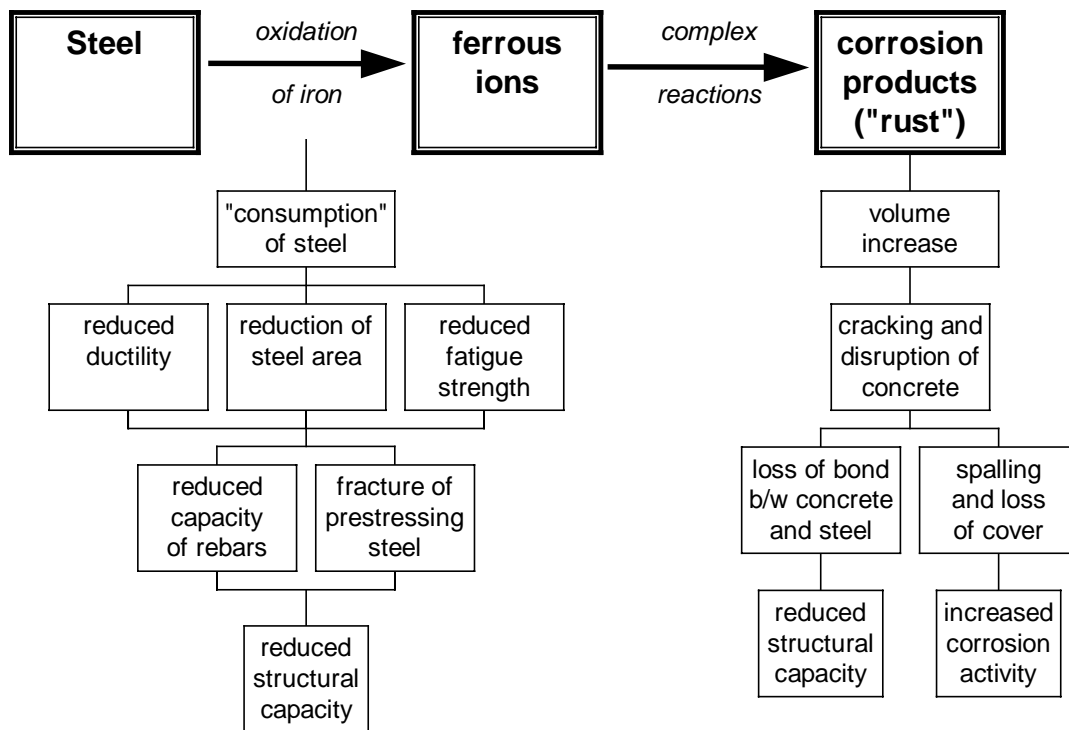 Steel
oxidation
of iron
ferrous
ions
complex
reactions
corrosion
products
("rust")
"consumption"
of steel
volume
increase
reduced
ductility
reduction of
steel area
reduced
fatigue
strength
cracking and
disruption of
concrete
reduced
capacity
of rebars
fracture of
prestressing
steel
loss of bond
b/w concrete
and steel
spalling
and loss
of cover
reduced
structural
capacity
reduced
structural
capacity
increased
corrosion
activity